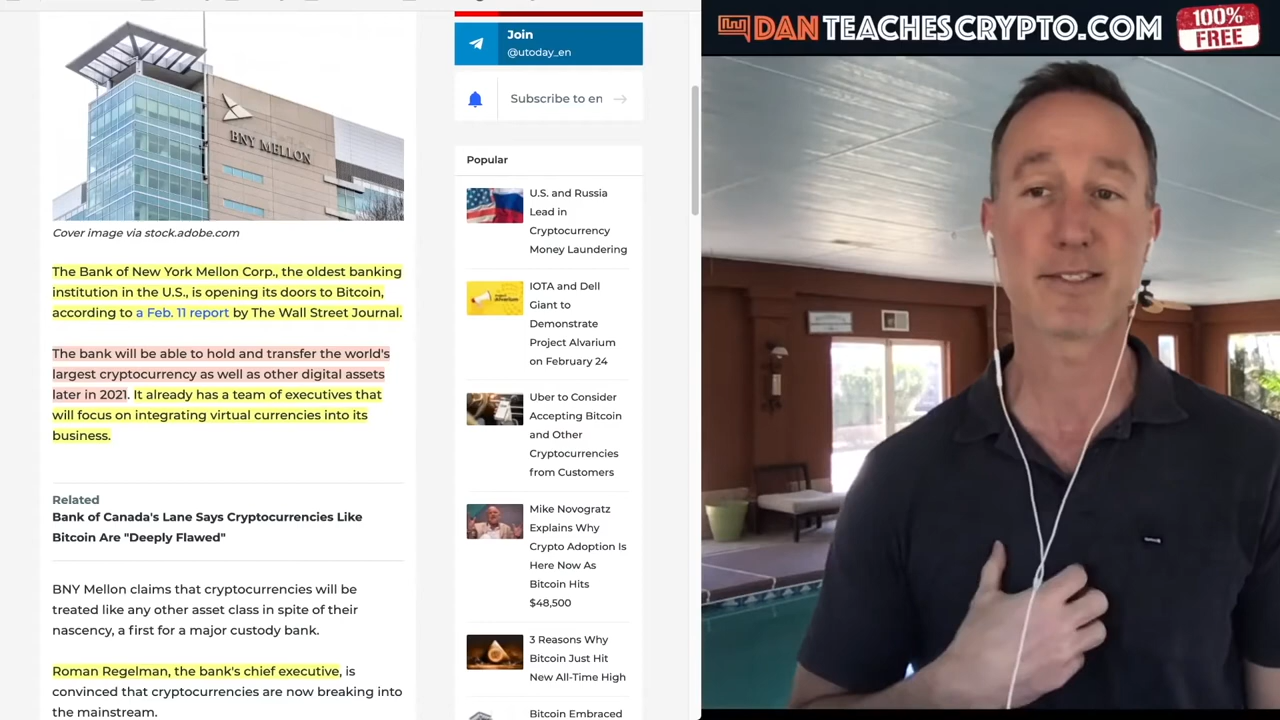 BNY MELLON
Cover image via stock.adobe.com
The Bank of New York Mellon Corp., the oldest banking
institution in the U.S., is opening its doors to Bitcoin,
according to a Feb. 11 report by The Wall Street Journal.
The bank will be able to hold and transfer the world's
largest cryptocurrency as well as other digital assets
later in 2021. It already has a team of executives that
will focus on integrating virtual currencies into its
business.
Related
Bank of Canada's Lane Says Cryptocurrencies Like
Bitcoin Are "Deeply Flawed"
BNY Mellon claims that cryptocurrencies will be
treated like any other asset class in spite of their
nascency, a first for a major custody bank.
Roman Regelman, the bank's chief executive, is
convinced that cryptocurrencies are now breaking into
the mainstream.
Join
@utoday_en
Subscribe to en
Popular
U.S. and Russia
Lead in
Cryptocurrency
Money Laundering
IOTA and Dell
Giant to
Demonstrate
Project Alvarium
on February 24
Uber to Consider
Accepting Bitcoin
and Other
Cryptocurrencies
from Customers
Mike Novogratz
Explains Why
Crypto Adoption Is
Here Now As
Bitcoin Hits
$48,500
3 Reasons Why
Bitcoin Just Hit
New All-Time High
Bitcoin Embraced
DANTEACHESCRYPTO.COM
100%
FREE